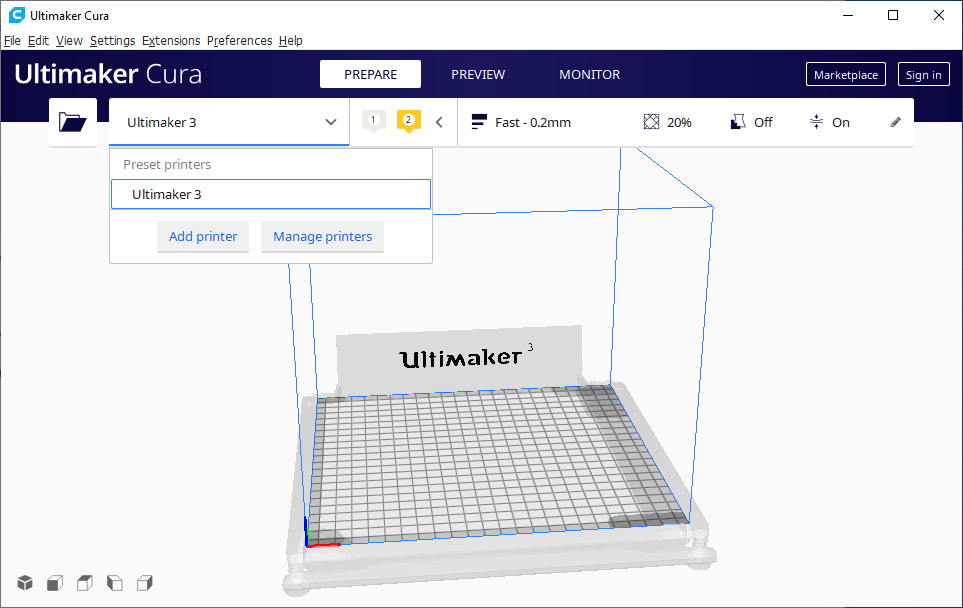 Ultimaker Cura
File Edit View Settings Extensions Preferences Help
Ultimaker Cura PREPARE PREVIEW MONITOR Marketplace Sign in
Ultimaker 3 1 2 Fast - 0.2mm 20% Off On
Preset printers
Ultimaker 3
Add printer Manage printers
Ultimaker 3